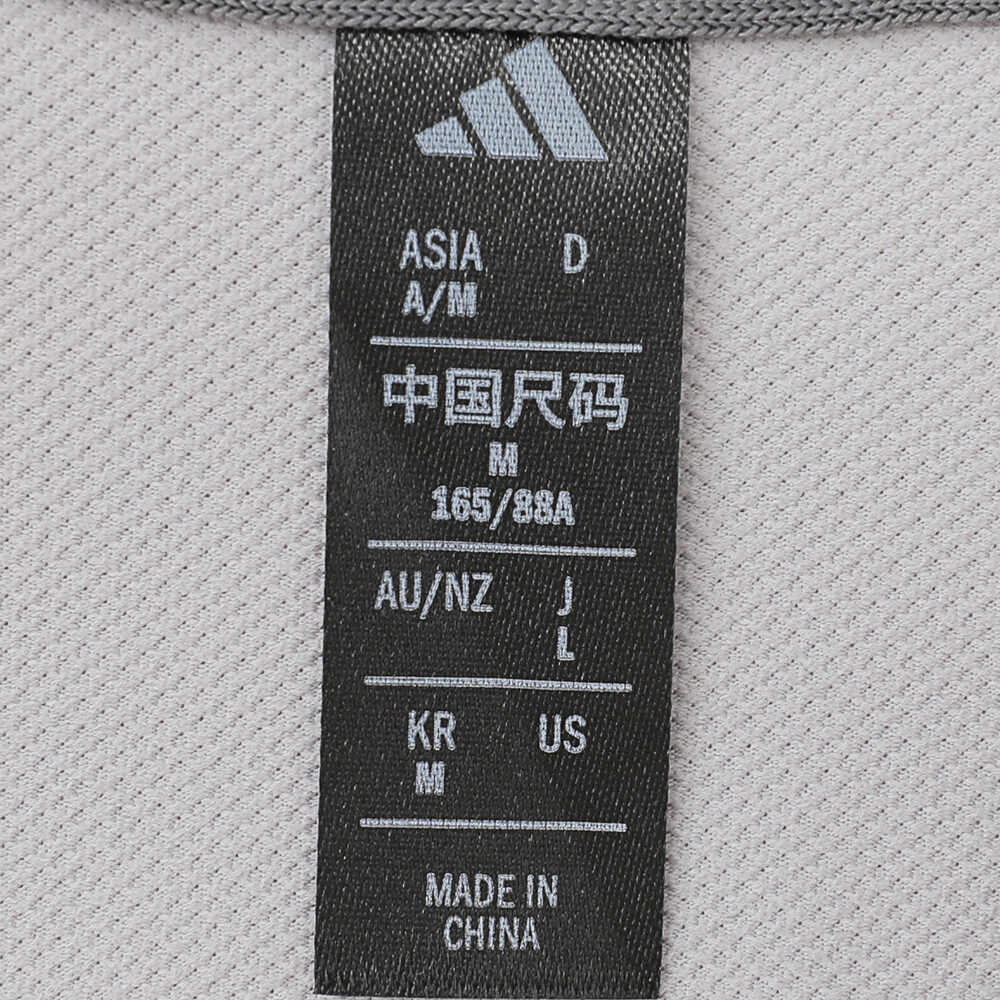 ASIA D
A/M
中国尺码
M
165/88A
AU/NZ J
L
KR US
M
MADE IN
CHINA